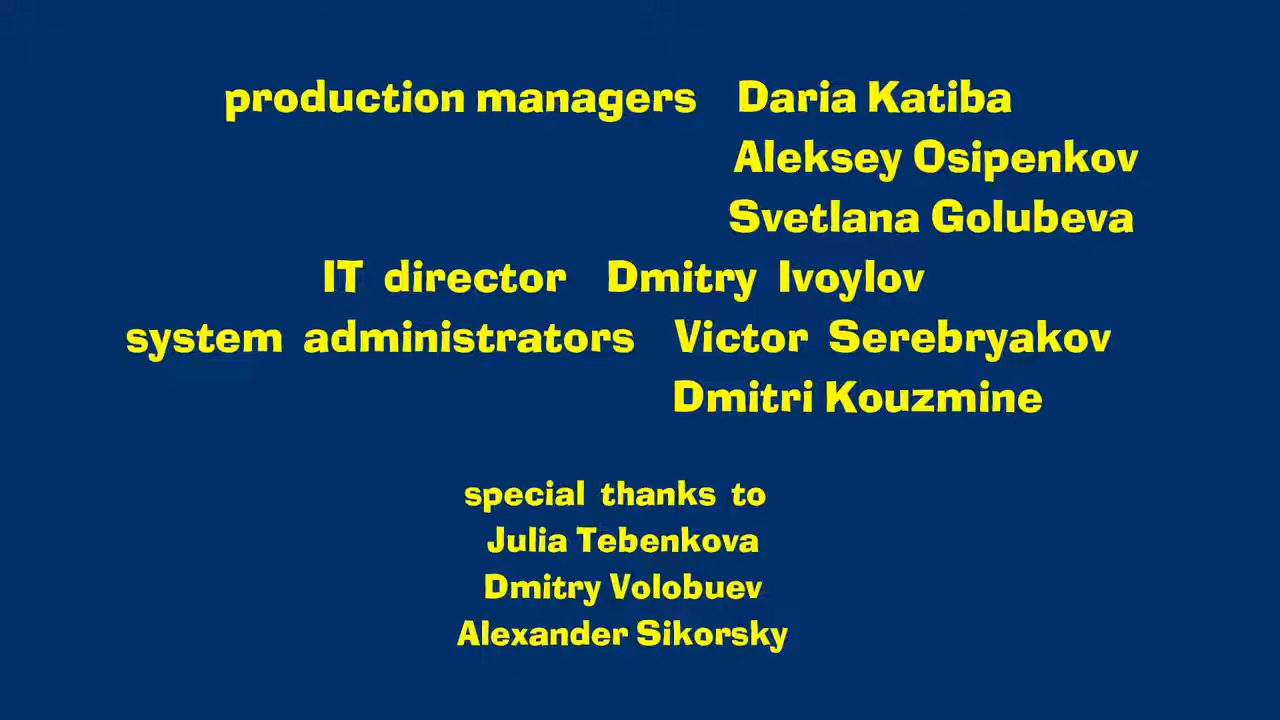 production managers Daria Katiba
Aleksey Osipenkov
Svetlana Golubeva
IT director Dmitry Ivoylov
system administrators Victor Serebryakov
Dmitri Kouzmine
special thanks to
Julia Tebenkova
Dmitry Volobuev
Alexander Sikorsky